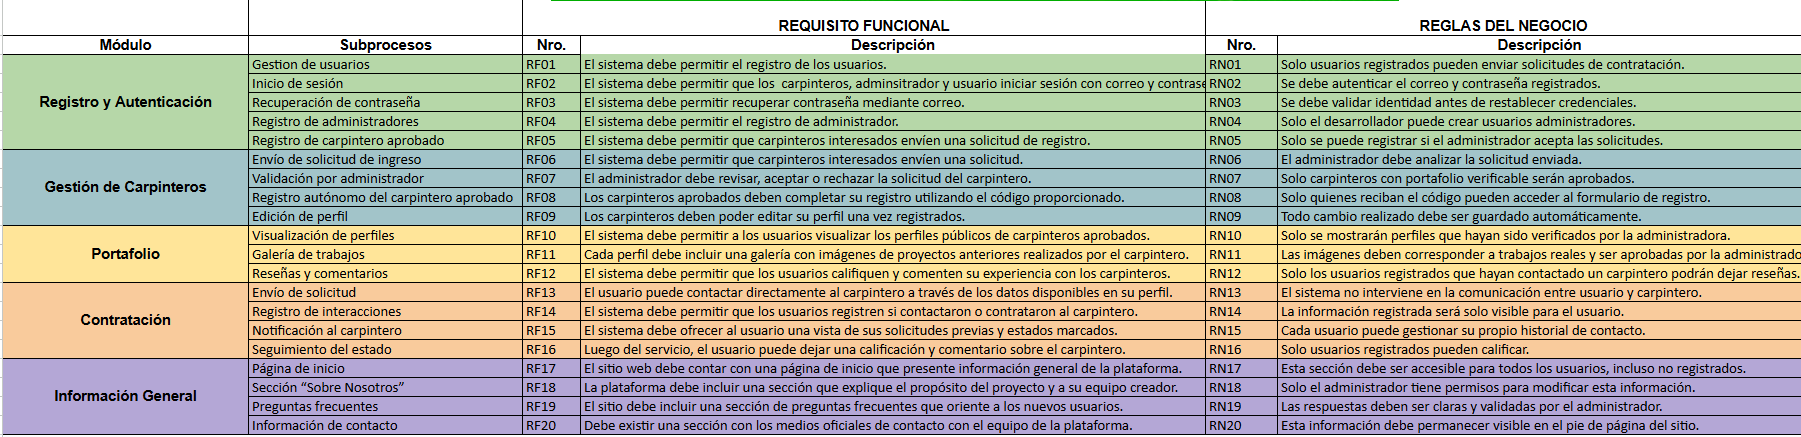 REQUISITO FUNCIONAL REGLAS DEL NEGOCIO
Módulo Subprocesos Nro. Descripción Nro. Descripción
Registro y Autenticación
Gestion de usuarios RF01 El sistema debe permitir el registro de los usuarios. RN01 Solo usuarios registrados pueden enviar solicitudes de contratación.
Inicio de sesión RF02 El sistema debe permitir que los carpinteros, adminsitrador y usuario iniciar sesión con correo y contrase RN02 Se debe autenticar el correo y contraseña registrados.
Recuperación de contraseña RF03 El sistema debe permitir recuperar contraseña mediante correo. RN03 Se debe validar identidad antes de restablecer credenciales.
Registro de administradores RF04 El sistema debe permitir el registro de administrador. RN04 Solo el desarrollador puede crear usuarios administradores.
Registro de carpintero aprobado RF05 El sistema debe permitir que carpinteros interesados envíen una solicitud de registro. RN05 Solo se puede registrar si el administrador acepta las solicitudes.
Gestión de Carpinteros
Envío de solicitud de ingreso RF06 El sistema debe permitir que carpinteros interesados envíen una solicitud. RN06 El administrador debe analizar la solicitud enviada.
Validación por administrador RF07 El administrador debe revisar, aceptar o rechazar la solicitud del carpintero. RN07 Solo carpinteros con portafolio verificable serán aprobados.
Registro autónomo del carpintero aprobado RF08 Los carpinteros aprobados deben completar su registro utilizando el código proporcionado. RN08 Solo quienes reciban el código pueden acceder al formulario de registro.
Edición de perfil RF09 Los carpinteros deben poder editar su perfil una vez registrados. RN09 Todo cambio realizado debe ser guardado automáticamente.
Portafolio
Visualización de perfiles RF10 El sistema debe permitir a los usuarios visualizar los perfiles públicos de carpinteros aprobados. RN10 Solo se mostrarán perfiles que hayan sido verificados por la administradora.
Galería de trabajos RF11 Cada perfil debe incluir una galería con imágenes de proyectos anteriores realizados por el carpintero. RN11 Las imágenes deben corresponder a trabajos reales y ser aprobadas por la administrado
Reseñas y comentarios RF12 El sistema debe permitir que los usuarios califiquen y comenten su experiencia con los carpinteros. RN12 Solo los usuarios registrados que hayan contactado un carpintero podrán dejar reseñas.
Contratación
Envío de solicitud RF13 El usuario puede contactar directamente al carpintero a través de los datos disponibles en su perfil. RN13 El sistema no interviene en la comunicación entre usuario y carpintero.
Registro de interacciones RF14 El sistema debe permitir que los usuarios registren si contactaron o contrataron al carpintero. RN14 La información registrada será solo visible para el usuario.
Notificación al carpintero RF15 El sistema debe ofrecer al usuario una vista de sus solicitudes previas y estados marcados. RN15 Cada usuario puede gestionar su propio historial de contacto.
Seguimiento del estado RF16 Luego del servicio, el usuario puede dejar una calificación y comentario sobre el carpintero. RN16 Solo usuarios registrados pueden calificar.
Información General
Página de inicio RF17 El sitio web debe contar con una página de inicio que presente información general de la plataforma. RN17 Esta sección debe ser accesible para todos los usuarios, incluso no registrados.
Sección “Sobre Nosotros” RF18 La plataforma debe incluir una sección que explique el propósito del proyecto y a su equipo creador. RN18 Solo el administrador tiene permisos para modificar esta información.
Preguntas frecuentes RF19 El sitio debe incluir una sección de preguntas frecuentes que oriente a los nuevos usuarios. RN19 Las respuestas deben ser claras y validadas por el administrador.
Información de contacto RF20 Debe existir una sección con los medios oficiales de contacto con el equipo de la plataforma. RN20 Esta información debe permanecer visible en el pie de página del sitio.